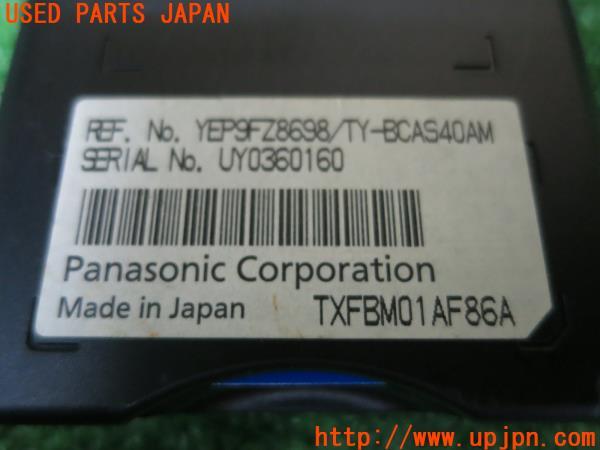 USED PARTS JAPAN
REF. No. YEP9FZ8698/TY-BCAS40AM
SERIAL No. UY0360160
Panasonic Corporation
Made in Japan TXFBM01AF86A
UPJ http://www.upjpn.com/